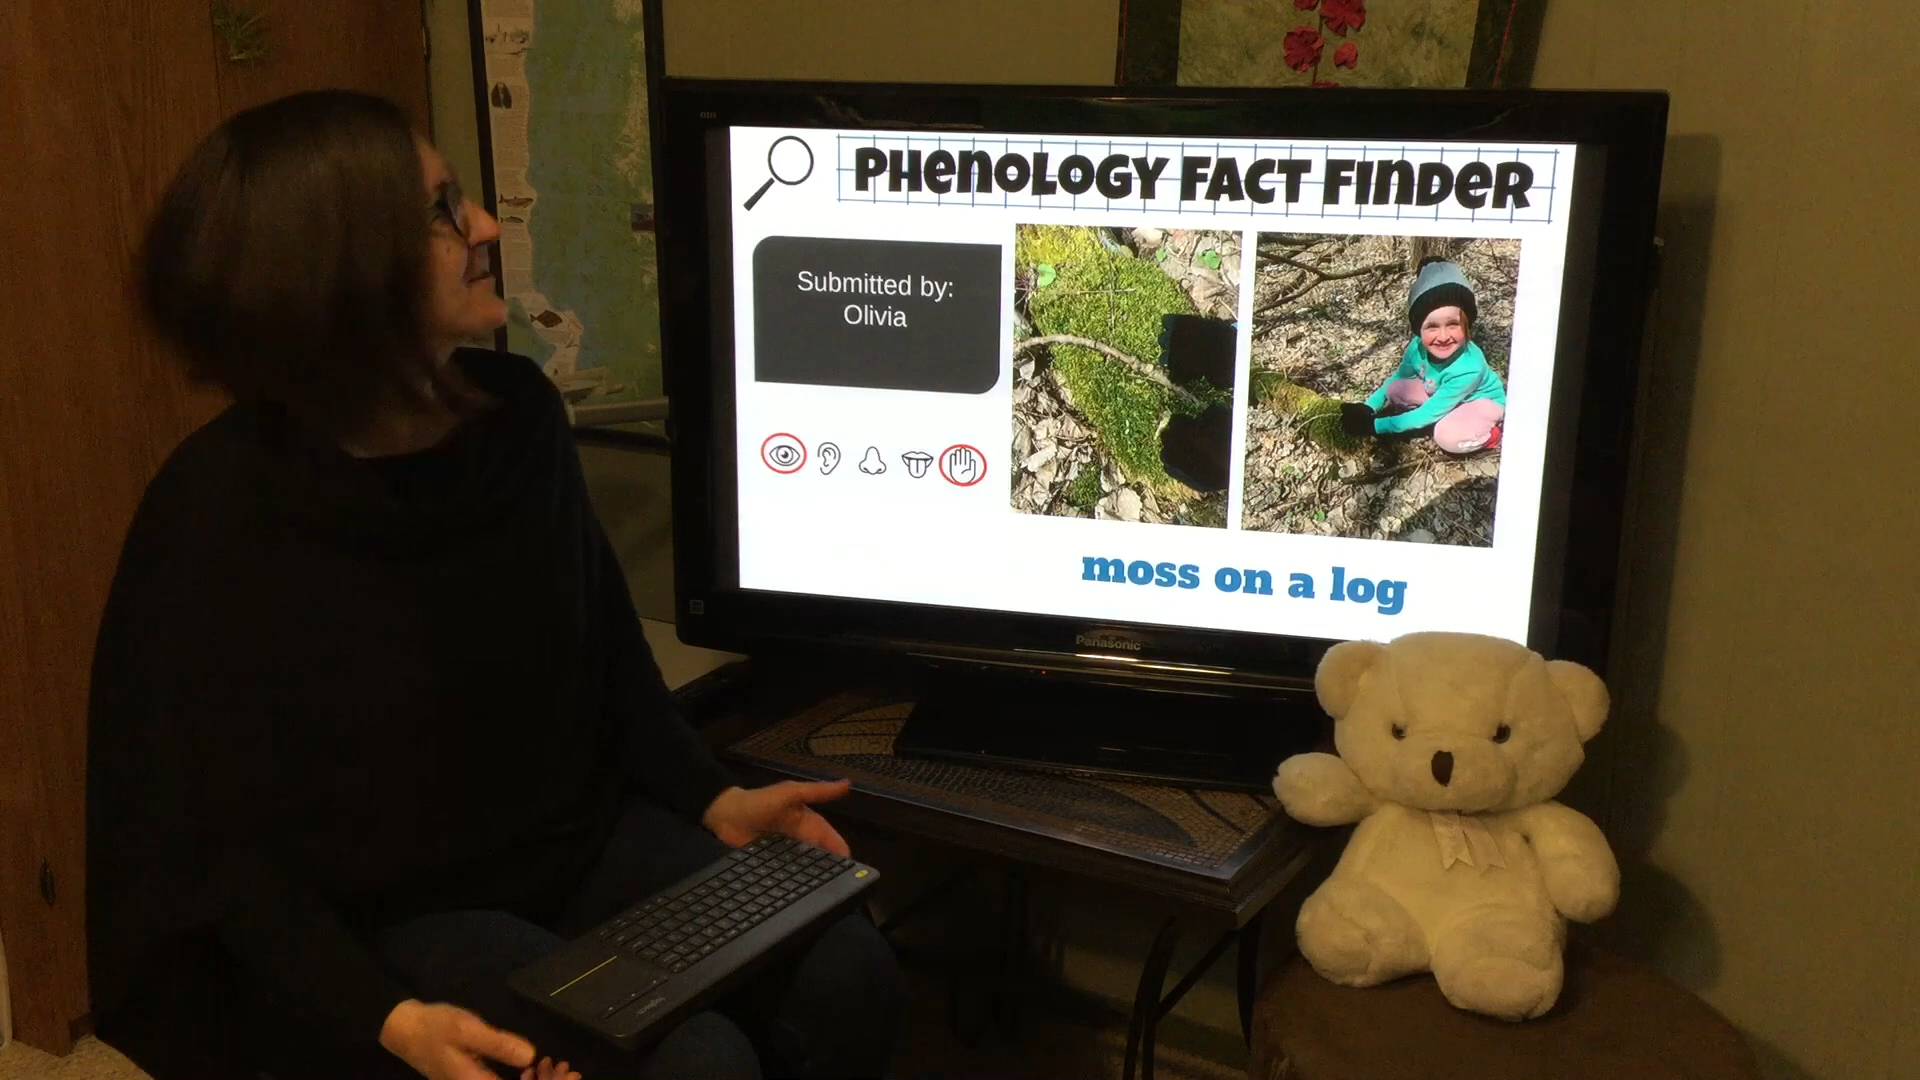 PHENOLOGY FACT FINDER
Submitted by:
Olivia
moss on a log
Panasonic